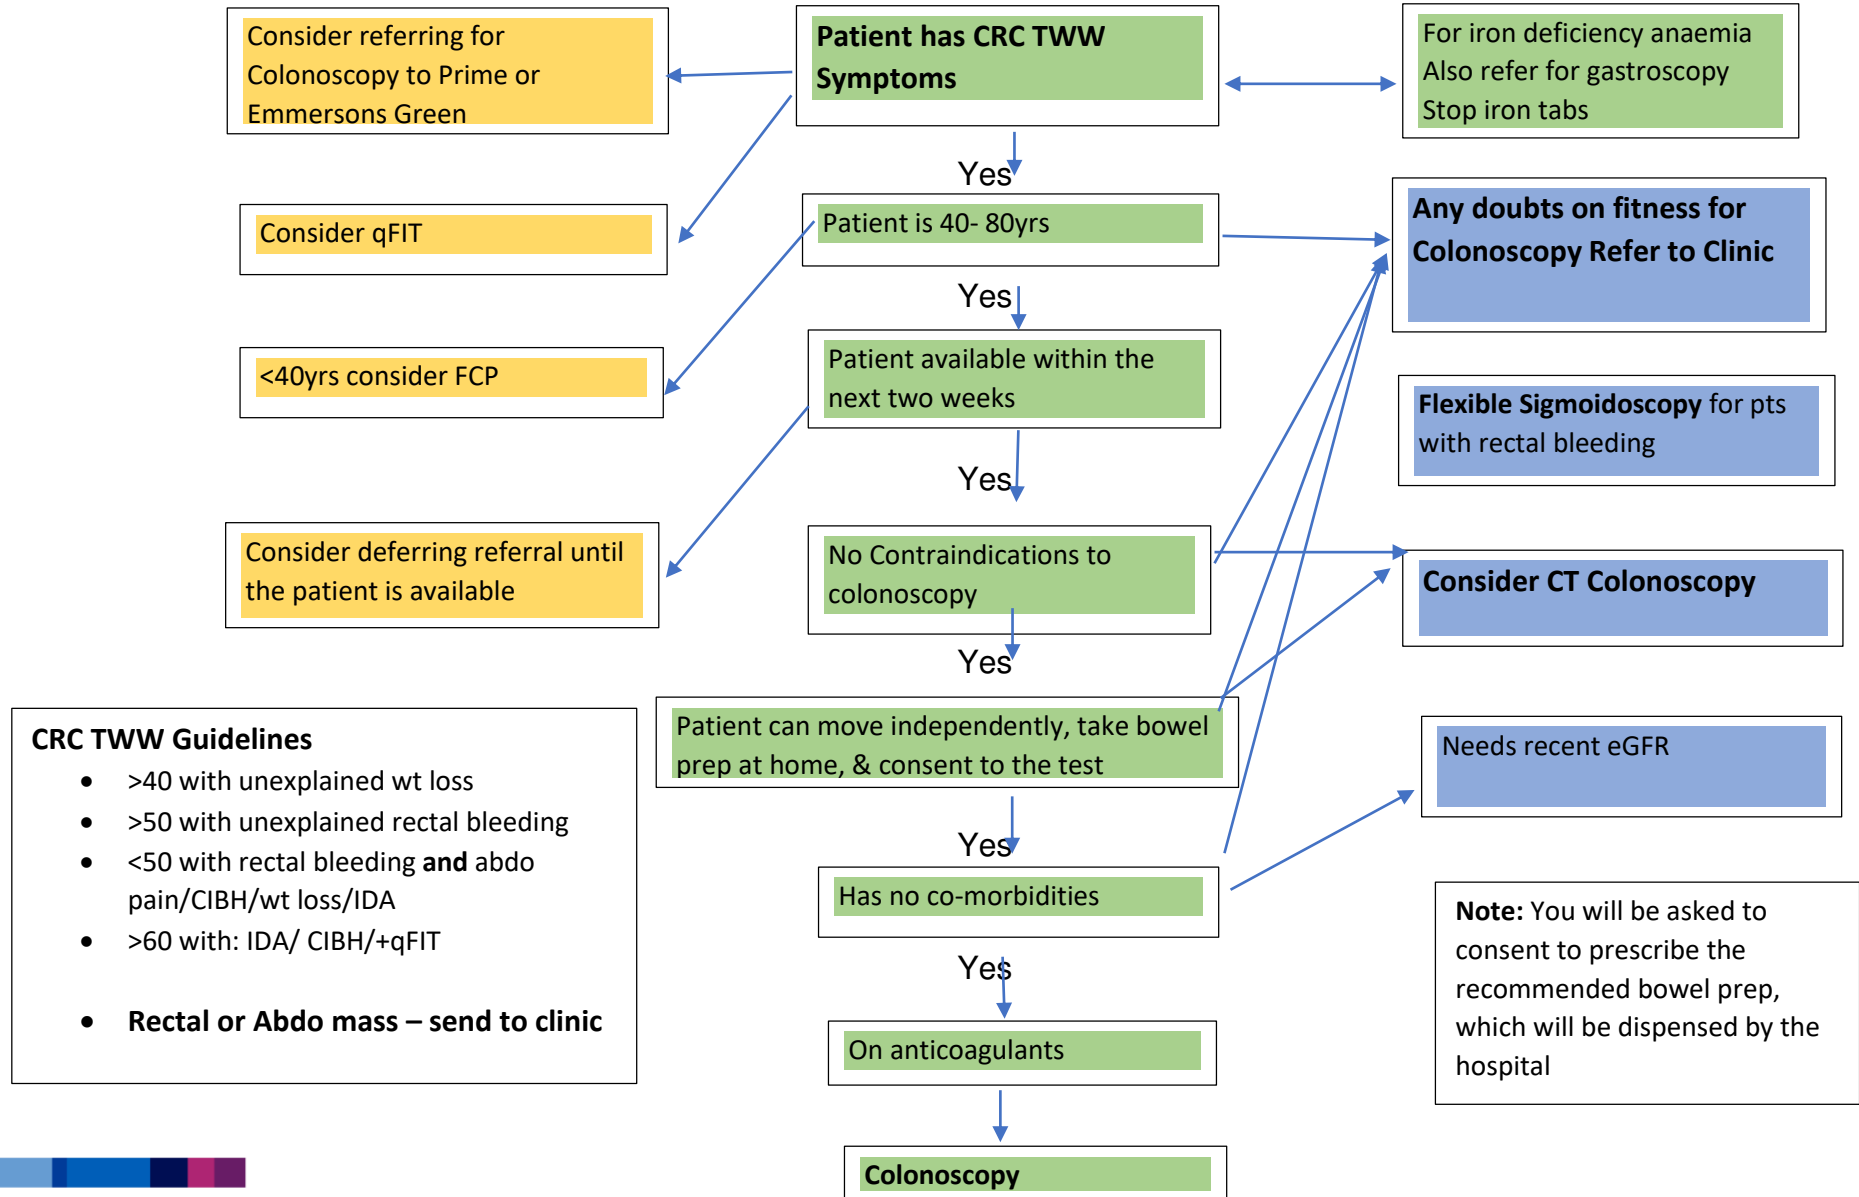 Consider referring for
Colonoscopy to Prime or
Emmersons Green
Patient has CRC TWW
Symptoms
For iron deficiency anaemia
Also refer for gastroscopy
Stop iron tabs
Yes
Consider qFIT
Patient is 40- 80yrs
Any doubts on fitness for
Colonoscopy Refer to Clinic
Yes
<40yrs consider FCP
Patient available within the
next two weeks
Flexible Sigmoidoscopy for pts
with rectal bleeding
Yes
Consider deferring referral until
the patient is available
No Contraindications to
colonoscopy
Consider CT Colonoscopy
Yes
CRC TWW Guidelines
• >40 with unexplained wt loss
• >50 with unexplained rectal bleeding
• <50 with rectal bleeding and abdo
pain/CIBH/wt loss/IDA
• >60 with: IDA/ CIBH/+qFIT
• Rectal or Abdo mass – send to clinic
Patient can move independently, take bowel
prep at home, & consent to the test
Needs recent eGFR
Yes
Has no co-morbidities
Note: You will be asked to
consent to prescribe the
recommended bowel prep,
which will be dispensed by the
hospital
Yes
On anticoagulants
Colonoscopy